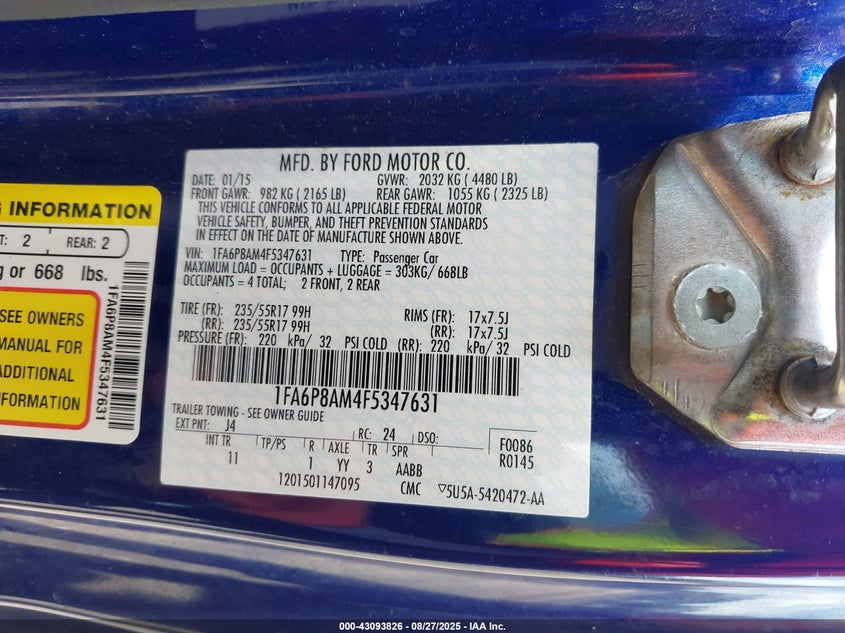 MFD. BY FORD MOTOR CO.
DATE: 01/15 GVWR: 2032 KG ( 4480 LB)
FRONT GAWR: 982 KG ( 2165 LB) REAR GAWR: 1055 KG ( 2325 LB)
THIS VEHICLE CONFORMS TO ALL APPLICABLE FEDERAL MOTOR
VEHICLE SAFETY, BUMPER, AND THEFT PREVENTION STANDARDS
IN EFFECT ON THE DATE OF MANUFACTURE SHOWN ABOVE.
VIN: 1FA6P8AM4F5347631 TYPE: Passenger Car
MAXIMUM LOAD = OCCUPANTS + LUGGAGE = 303KG/ 668LB
OCCUPANTS = 4 TOTAL; 2 FRONT, 2 REAR
TIRE (FR): 235/55R17 99H RIMS (FR): 17x7.5J
(RR): 235/55R17 99H (RR): 17x7.5J
PRESSURE (FR): 220 kPa/ 32 PSI COLD (RR): 220 kPa/ 32 PSI COLD
1FA6P8AM4F5347631
TRAILER TOWING - SEE OWNER GUIDE
EXT PNT: J4 RC: 24 DSO:
INT TR TP/PS R AXLE TR SPR
11 1 YY 3 AABB
F0086
R0145
1201501147095 CMC ▽5U5A-5420472-AA
INFORMATION
2 REAR: 2
or 668 lbs.
SEE OWNERS
MANUAL FOR
ADDITIONAL
INFORMATION
1FA6P8AM4F5347631
000-43093826 / 08/27/2025 - IAA Inc.